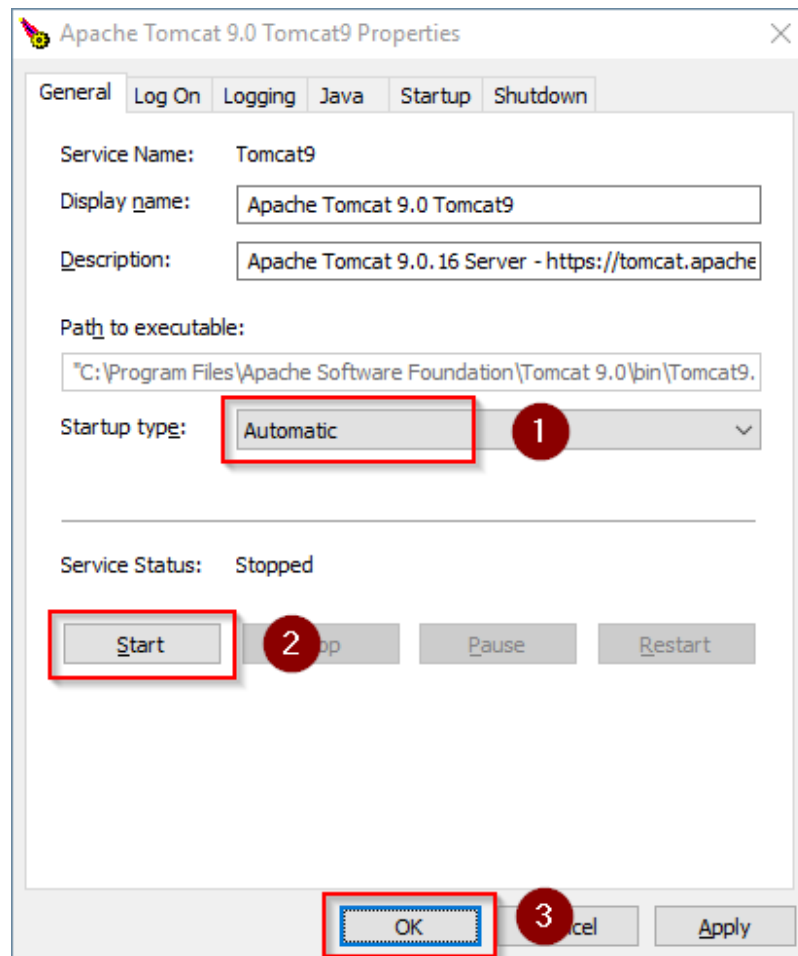 Apache Tomcat 9.0 Tomcat9 Properties
General Log On Logging Java Startup Shutdown
Service Name: Tomcat9
Display name: Apache Tomcat 9.0 Tomcat9
Description: Apache Tomcat 9.0.16 Server - https://tomcat.apache
Path to executable:
"C:\Program Files\Apache Software Foundation\Tomcat 9.0\bin\Tomcat9.
Startup type: Automatic 1
Service Status: Stopped
Start 2 Pause Restart
OK 3 Apply